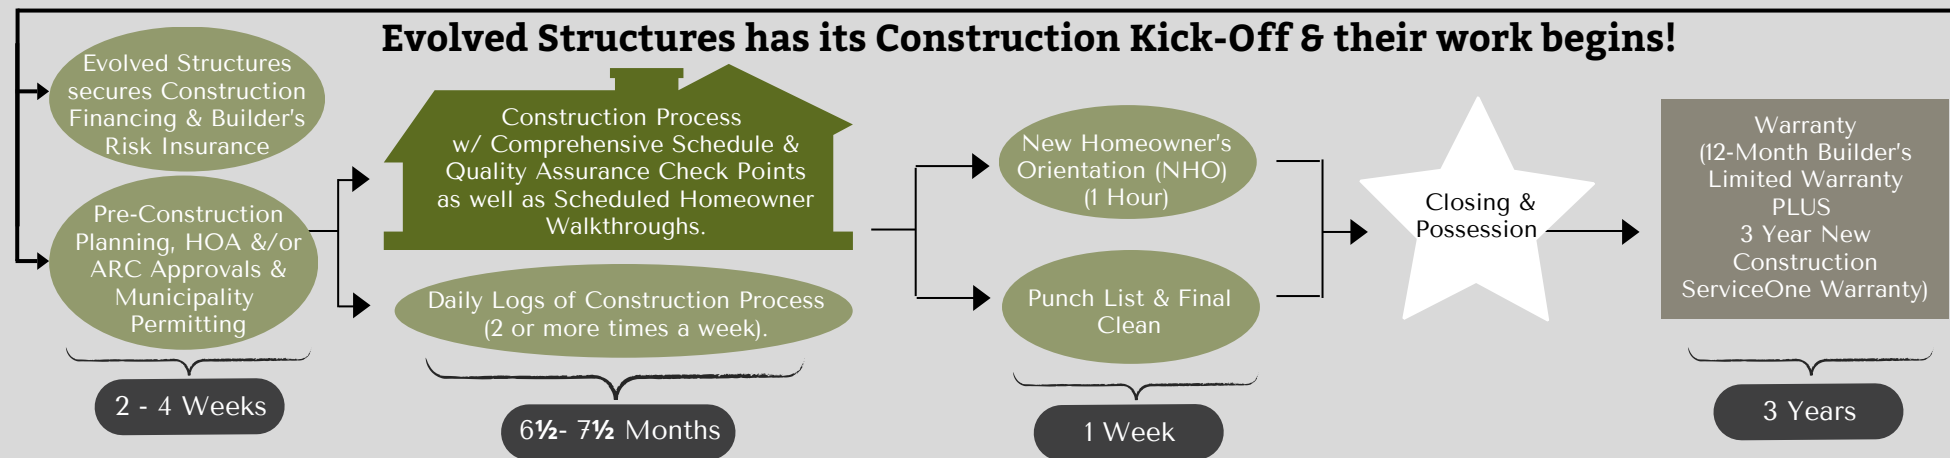 Evolved Structures has its Construction Kick-Off & their work begins!
Evolved Structures
secures Construction
Financing & Builder's
Risk Insurance
Pre-Construction
Planning, HOA &/or
ARC Approvals &
Municipality
Permitting
2 - 4 Weeks
Construction Process
w/ Comprehensive Schedule &
Quality Assurance Check Points
as well as Scheduled Homeowner
Walkthroughs.
Daily Logs of Construction Process
(2 or more times a week).
6½- 7½ Months
New Homeowner's
Orientation (NHO)
(1 Hour)
Punch List & Final
Clean
1 Week
Closing &
Possession
Warranty
(12-Month Builder's
Limited Warranty
PLUS
3 Year New
Construction
ServiceOne Warranty)
3 Years